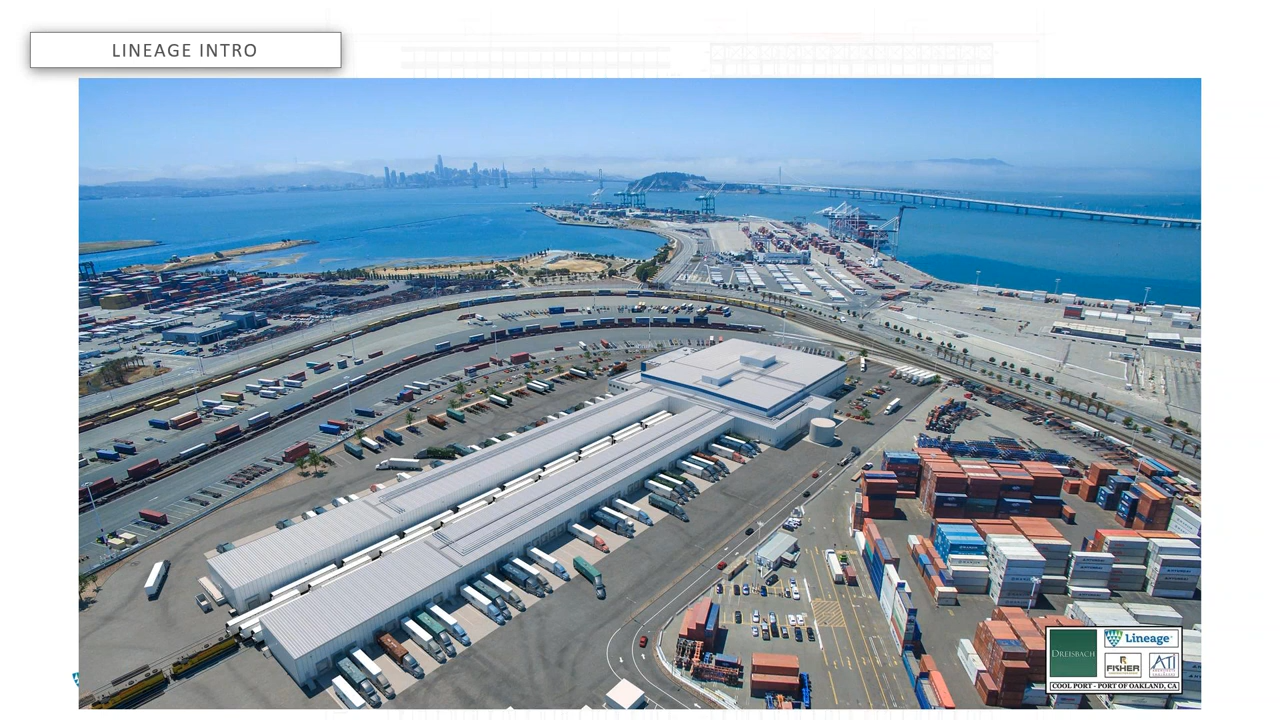 LINEAGE INTRO
DREISBACH
Lineage
FISHER
ATI
COOL PORT - PORT OF OAKLAND, CA